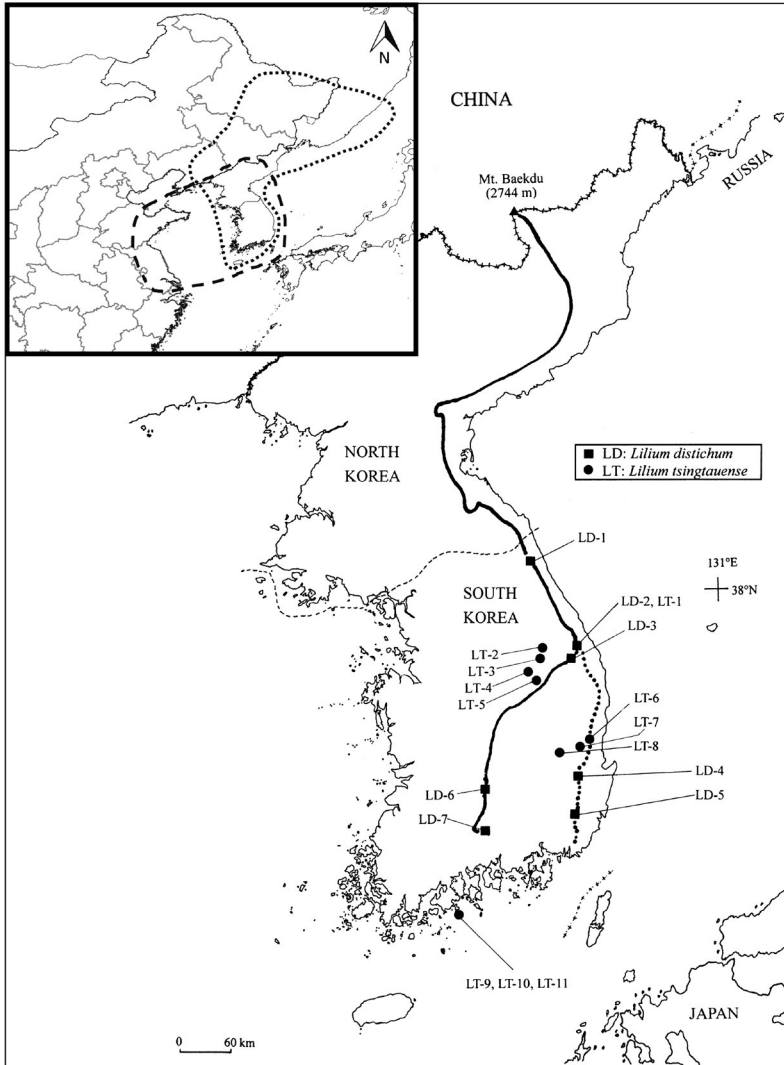 N
CHINA
RUSSIA
Mt. Baekdu
(2744 m)
NORTH
KOREA
■ LD: Lilium distichum
● LT: Lilium tsingtauense
LD-1
131°E
38°N
SOUTH
KOREA
LD-2, LT-1
LD-3
LT-2
LT-3
LT-4
LT-5
LT-6
LT-7
LT-8
LD-4
LD-5
LD-6
LD-7
LT-9, LT-10, LT-11
JAPAN
0 60 km